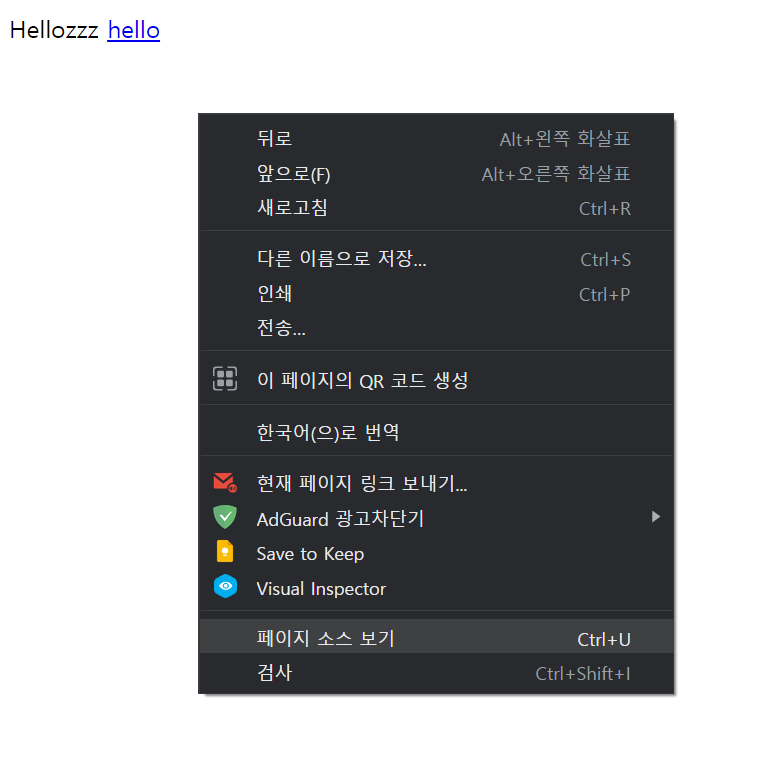 Hellozzz hello
뒤로 Alt+왼쪽 화살표
앞으로(F) Alt+오른쪽 화살표
새로고침 Ctrl+R
다른 이름으로 저장... Ctrl+S
인쇄 Ctrl+P
전송...
이 페이지의 QR 코드 생성
한국어(으)로 번역
현재 페이지 링크 보내기...
AdGuard 광고차단기
Save to Keep
Visual Inspector
페이지 소스 보기 Ctrl+U
검사 Ctrl+Shift+I